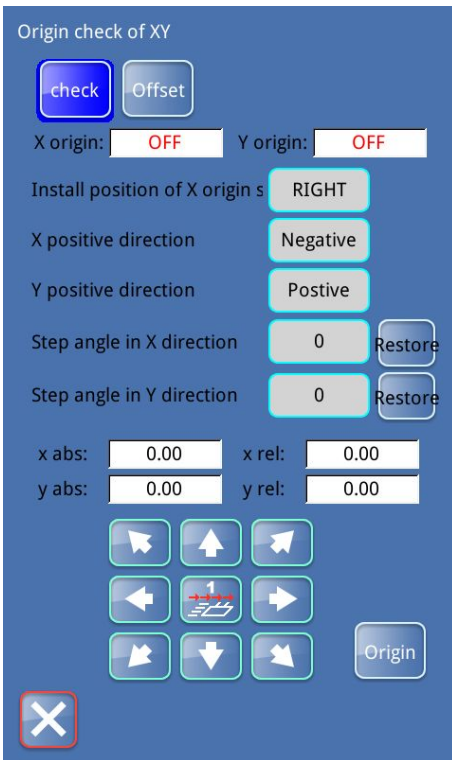 Origin check of XY
check Offset
X origin: OFF Y origin: OFF
Install position of X origin s RIGHT
X positive direction Negative
Y positive direction Postive
Step angle in X direction 0 Restore
Step angle in Y direction 0 Restore
x abs: 0.00 x rel: 0.00
y abs: 0.00 y rel: 0.00
1
Origin